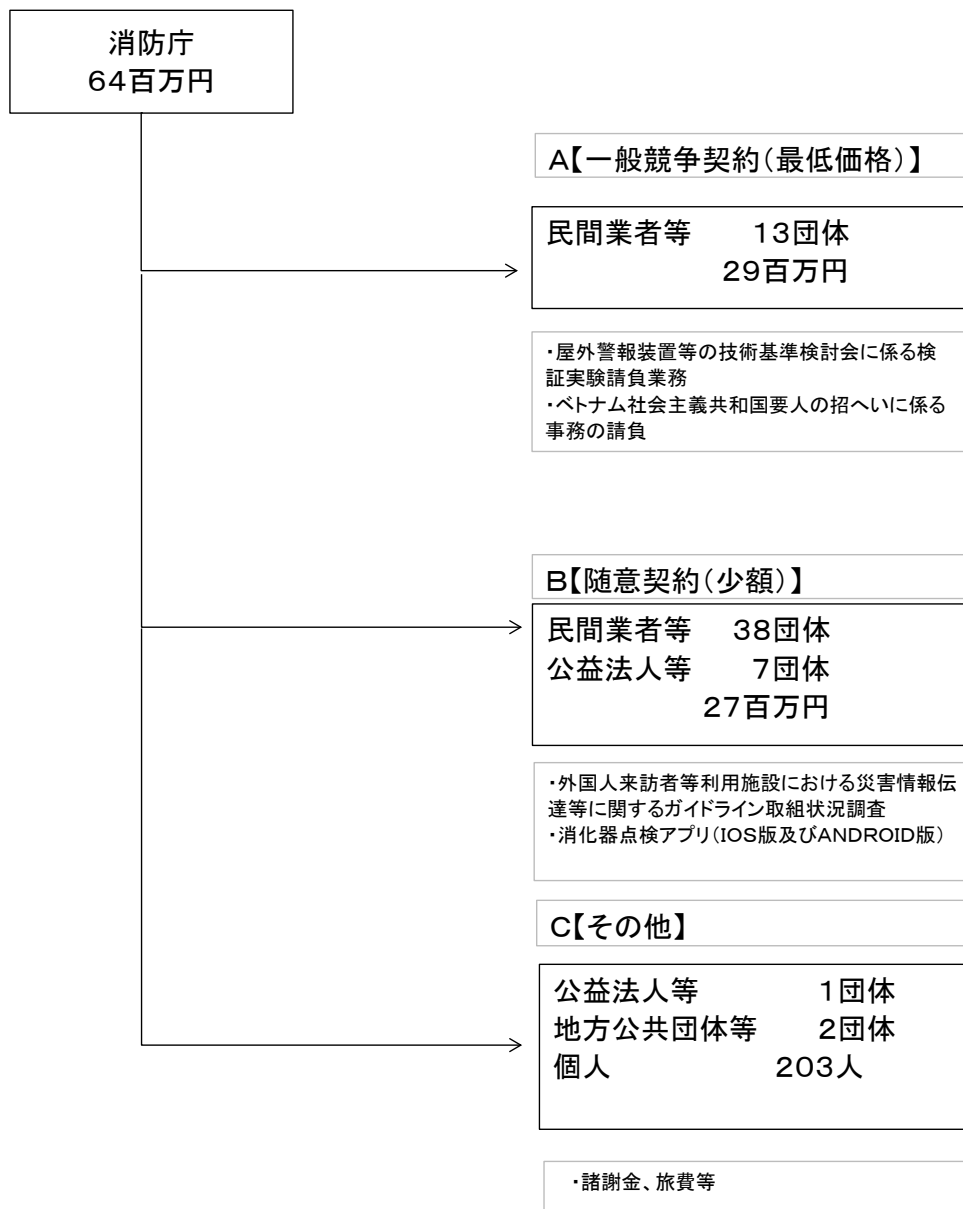 消防庁
64百万円
A【一般競争契約(最低価格)】
民間業者等 13団体
29百万円
・屋外警報装置等の技術基準検討会に係る検
証実験請負業務
・ベトナム社会主義共和国要人の招へいに係る
事務の請負
B【随意契約(少額)】
民間業者等 38団体
公益法人等 7団体
27百万円
・外国人来訪者等利用施設における災害情報伝
達等に関するガイドライン取組状況調査
・消化器点検アプリ(IOS版及びANDROID版)
C【その他】
公益法人等 1団体
地方公共団体等 2団体
個人 203人
・諸謝金、旅費等